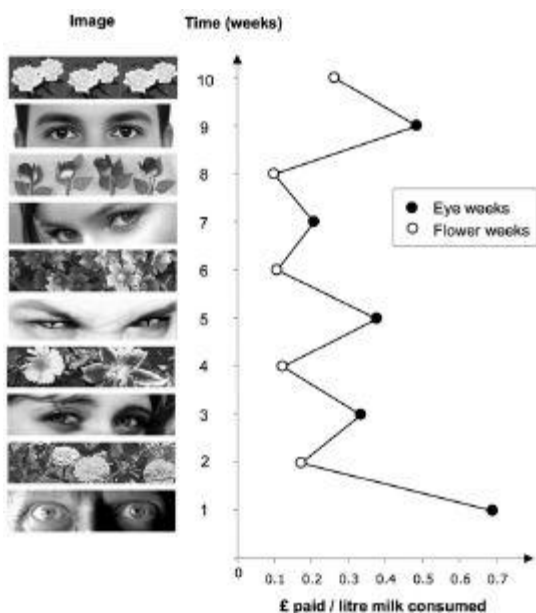 Image Time (weeks)
10
9
8
7
6
5
4
3
2
1
Eye weeks
Flower weeks
0 0.1 0.2 0.3 0.4 0.5 0.6 0.7
£ paid / litre milk consumed